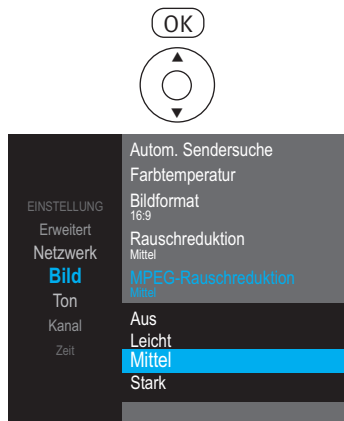 OK
Autom. Sendersuche
Farbtemperatur
Bildformat
16:9
Rauschreduktion
Mittel
MPEG-Rauschreduktion
Mittel
EINSTELLUNG
Erweitert
Netzwerk
Bild
Ton
Kanal
Zeit
Aus
Leicht
Mittel
Stark